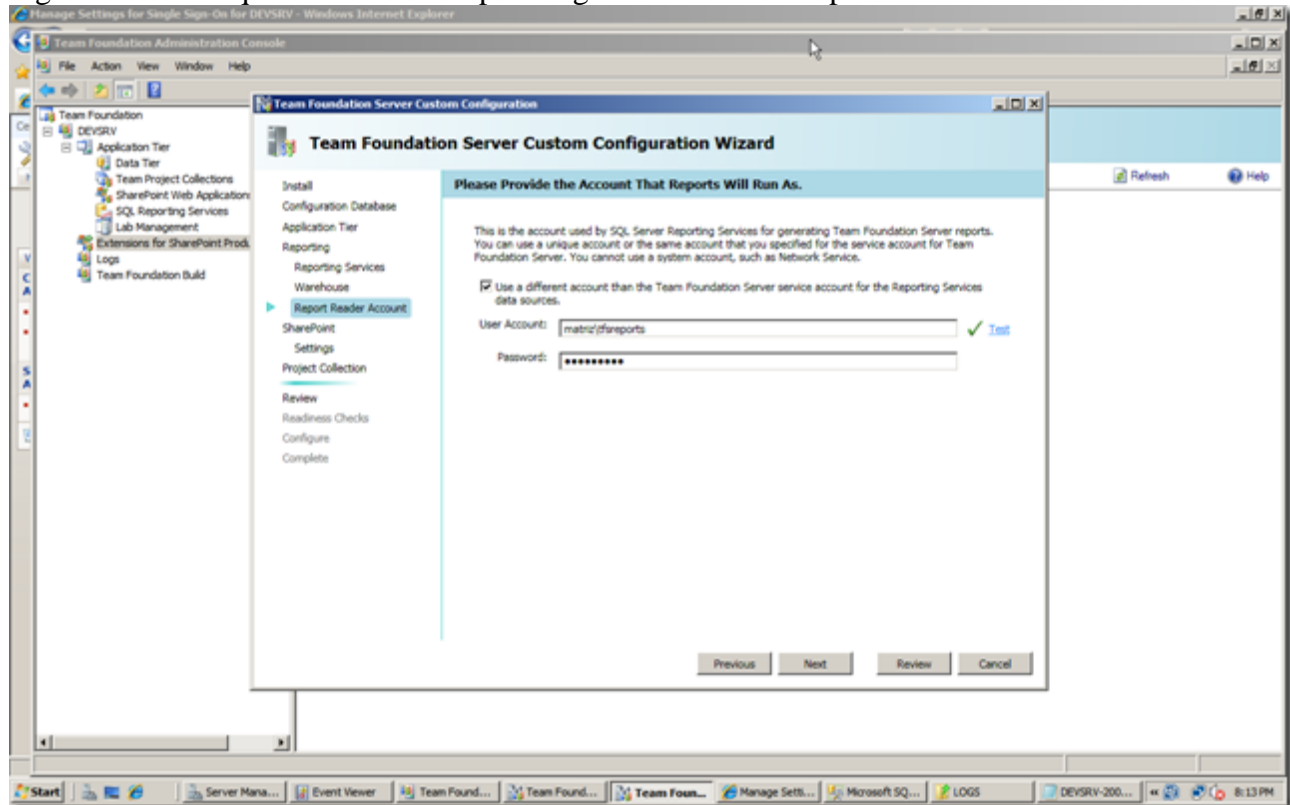 Manage Settings for Single Sign-On for DEVSRV - Windows Internet Explorer
Team Foundation Administration Console
File Action View Window Help
Team Foundation
DEVSRV
Application Tier
Data Tier
Team Project Collections
SharePoint Web Application
SQL Reporting Services
Lab Management
Extensions for SharePoint Produ
Logs
Team Foundation Build
Refresh
Help
Team Foundation Server Custom Configuration
Team Foundation Server Custom Configuration Wizard
Install
Configuration Database
Application Tier
Reporting
Reporting Services
Warehouse
Report Reader Account
SharePoint
Settings
Project Collection
Review
Readiness Checks
Configure
Complete
Please Provide the Account That Reports Will Run As.
This is the account used by SQL Server Reporting Services for generating Team Foundation Server reports.
You can use a unique account or the same account that you specified for the service account for Team
Foundation Server. You cannot use a system account, such as Network Service.
Use a different account than the Team Foundation Server service account for the Reporting Services
data sources.
User Account: matriz\tfsreports Test
Password: •••••••••
Previous Next Review Cancel
Start Server Mana... Event Viewer Team Found... Team Found... Team Foun... Manage Setti... Microsoft SQ... LOGS DEVSRV-200... 8:13 PM